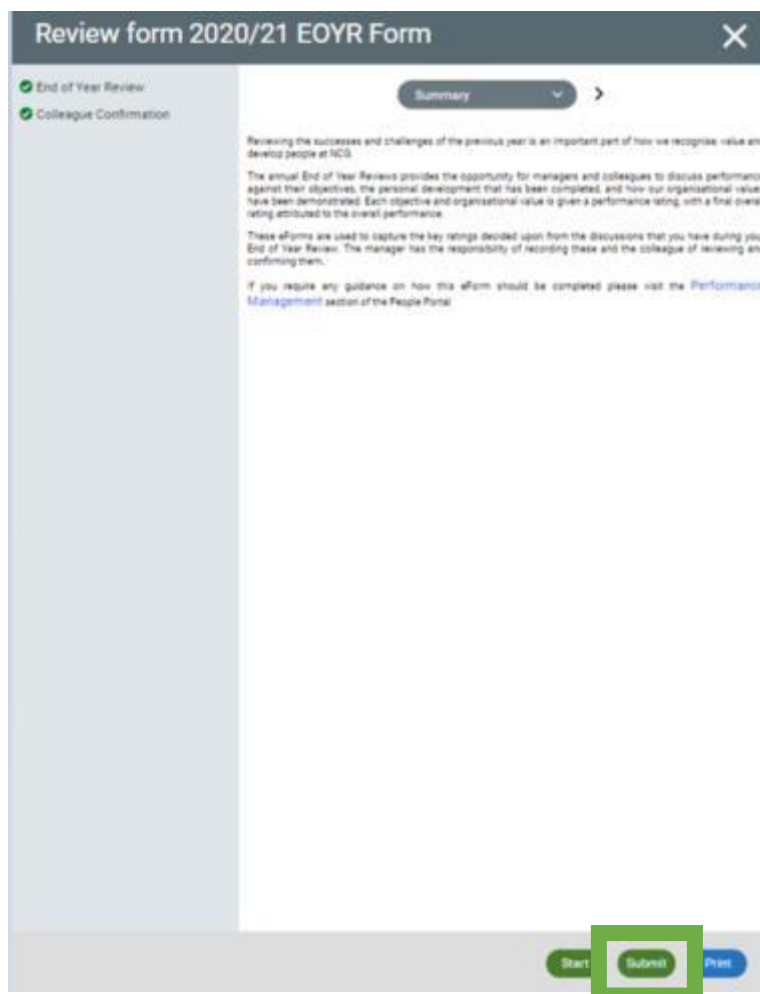 Review form 2020/21 EOYR Form
End of Year Review
Colleague Confirmation
Summary
Reviewing the successes and challenges of the previous year is an important part of how we recognise, value an
develop people at NCG.
The annual End of Year Reviews provides the opportunity for managers and colleagues to discuss performanc
against their objectives, the personal development that has been completed, and how our organisational value
have been demonstrated. Each objective and organisational value is given a performance rating, with a final overa
rating attributed to the overall performance.
These eForms are used to capture the key ratings decided upon from the discussions that you have during you
End of Year Review. The manager has the responsibility of recording these and the colleague of reviewing an
confirming them.
If you require any guidance on how this eForm should be completed please visit the Performanc
Management section of the People Portal
Start
Submit
Print